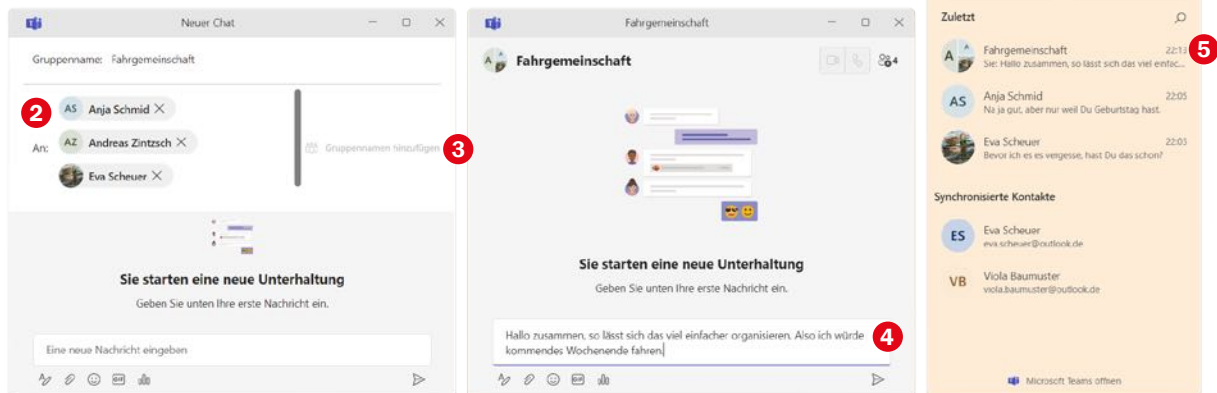 Neuer Chat
Gruppenname: Fahrgemeinschaft
2
AS Anja Schmid
An: AZ Andreas Zintzsch
Eva Scheuer
Gruppennamen hinzufügen 3
Sie starten eine neue Unterhaltung
Geben Sie unten Ihre erste Nachricht ein.
Eine neue Nachricht eingeben
GIF
Fahrgemeinschaft
A Fahrgemeinschaft
4
Sie starten eine neue Unterhaltung
Geben Sie unten Ihre erste Nachricht ein.
Hallo zusammen, so lässt sich das viel einfacher organisieren. Also ich würde
kommendes Wochenende fahren.
4
GIF
Zuletzt
A Fahrgemeinschaft 22:13
5
Sie: Hallo zusammen, so lässt sich das viel einfac...
AS Anja Schmid 22:05
Na ja gut, aber nur weil Du Geburtstag hast.
Eva Scheuer 22:03
Bevor ich es es vergesse, hast Du das schon?
Synchronisierte Kontakte
ES Eva Scheuer
eva.scheuer@outlook.de
VB Viola Baumuster
viola.baumuster@outlook.de
Microsoft Teams öffnen